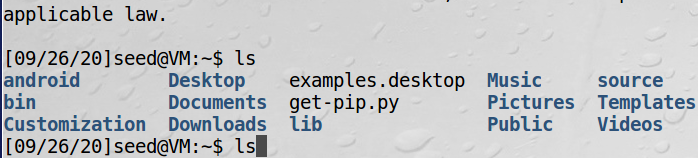 applicable law.
[09/26/20]seed@VM:~$ ls
android Desktop examples.desktop Music source
bin Documents get-pip.py Pictures Templates
Customization Downloads lib Public Videos
[09/26/20]seed@VM:~$ ls